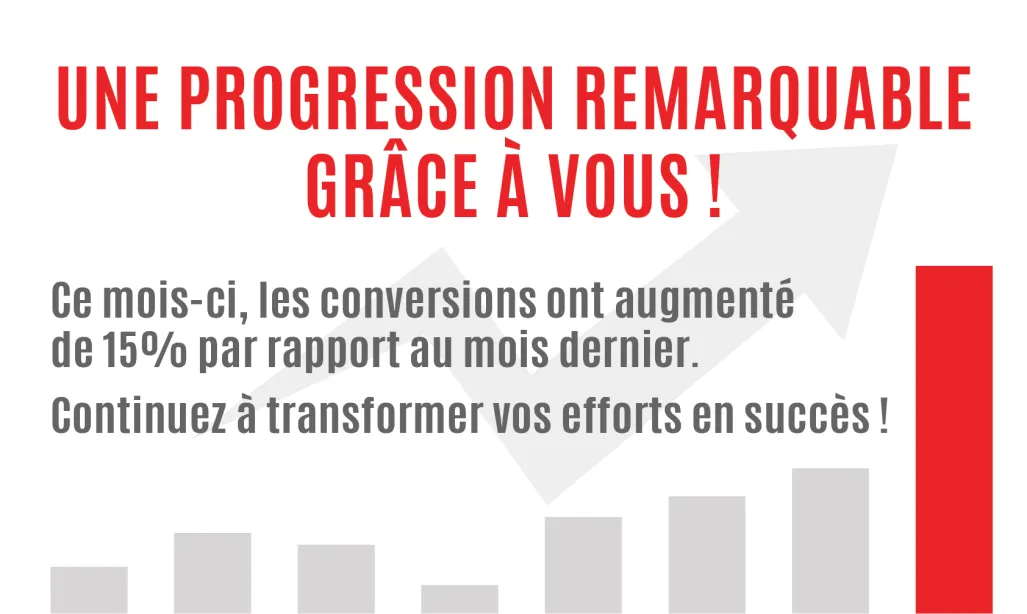 UNE PROGRESSION REMARQUABLE
GRÂCE À VOUS !
Ce mois-ci, les conversions ont augmenté
de 15% par rapport au mois dernier.
Continuez à transformer vos efforts en succès !